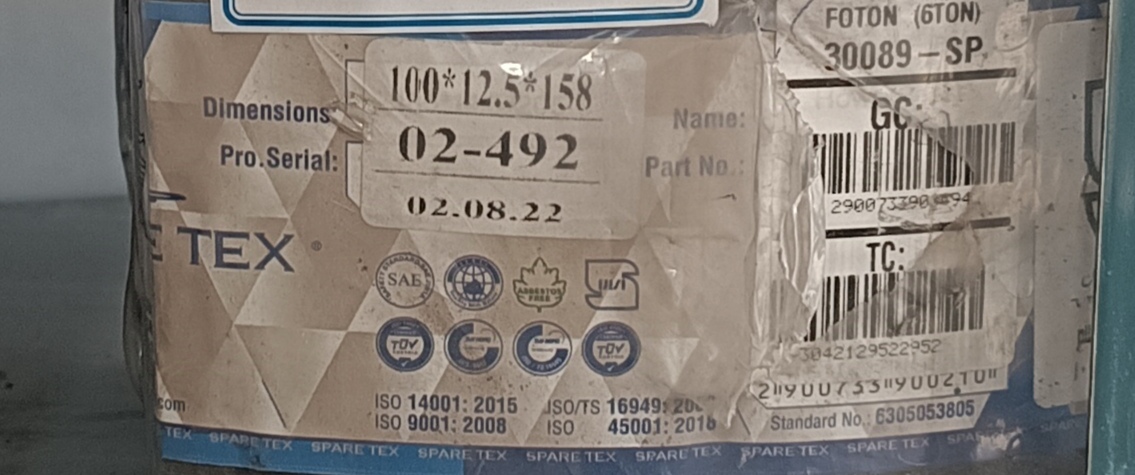 FOTON (6TON)
30089-SP
Dimensions:
100*12.5*158
Name:
Pro.Serial:
02-492
Part No.:
02.08.22
GC:
TC:
3042129522952
E TEX
SAE
ASBESTOS
FREE
TÜV
TÜV
ISO 14001: 2015
ISO/TS 16949:
ISO 9001: 2008
ISO 45001: 2018
Standard No.: 6305053805
.com
TEX SPARE TEX SPARE TEX SPARE TEX SPARE TEX SPARE TEX SPARE TEX